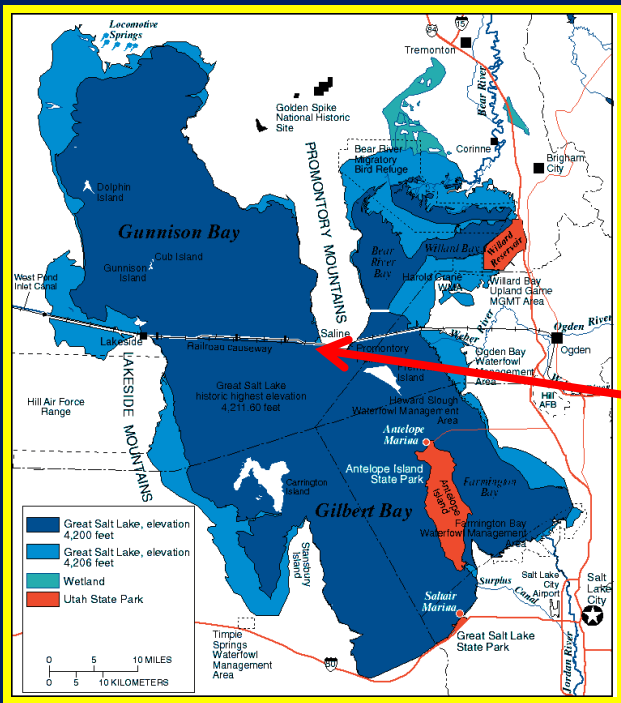 Locomotive
Springs
84
15
Tremonton
Bear River
Golden Spike
National Historic
Site
Corinne
Bear River
Migratory
Bird Refuge
Brigham
City
PROMONTORY MOUNTAINS
Dolphin
Island
Gunnison Bay
Cub Island
Gunnison
Island
Bear
River
Bay
Willard Bay
Willard
Reservoir
West Pond
Inlet Canal
Harold Crane
WMA
Willard Bay
Upland Game
MGMT Area
Lakeside
Railroad causeway
Saline
Promontory
Weber
River
Ogden River
Ogden
Ogden Bay
Waterfowl
Management
Area
Island
Hill
AFB
Great Salt Lake
historic highest elevation
4,211.60 feet
Hill Air Force
Range
LAKESIDE MOUNTAINS
Howard Slough
Waterfowl Management
Area
Antelope
Marina
Antelope Island
State Park
Antelope
Island
Farmington
Bay
Carrington
Island
Gilbert Bay
Farmington Bay
Waterfowl Management
Area
Stansbury
Island
Great Salt Lake, elevation
4,200 feet
Great Salt Lake, elevation
4,206 feet
Wetland
Utah State Park
Surplus
Canal
Salt Lake
City
Airport
Salt
Lake
City
Saltair
Marina
Great Salt Lake
State Park
Timpie
Springs
Waterfowl
Management
Area
80
Jordan River
0 5 10 MILES
0 5 10 KILOMETERS